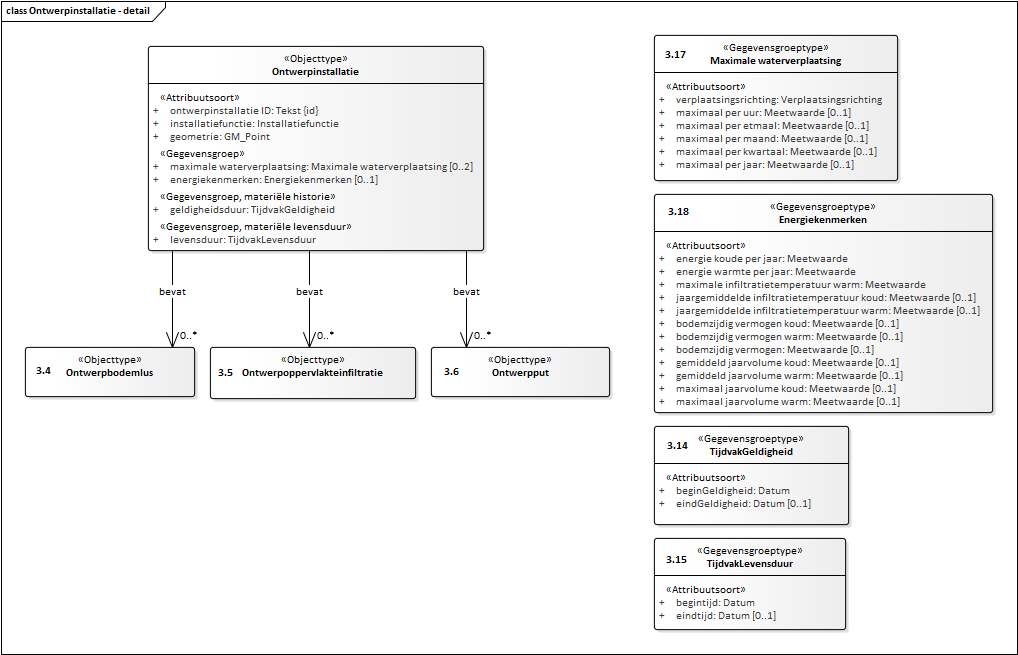 class Ontwerpinstallatie - detail
«Objecttype»
Ontwerpinstallatie
«Attribuutsoort»
+ ontwerpinstallatie ID: Tekst {id}
+ installatiefunctie: Installatiefunctie
+ geometrie: GM_Point
«Gegevensgroep»
+ maximale waterverplaatsing: Maximale waterverplaatsing [0..2]
+ energiekenmerken: Energiekenmerken [0..1]
«Gegevensgroep, materiële historie»
+ geldigheidsduur: TijdvakGeldigheid
«Gegevensgroep, materiële levensduur»
+ levensduur: TijdvakLevensduur
bevat
0..*
bevat
0..*
bevat
0..*
«Objecttype»
3.4 Ontwerpbodemlus
«Objecttype»
3.5 Ontwerpoppervlakteinfiltratie
«Objecttype»
3.6 Ontwerpput
«Gegevensgroeptype»
3.17 Maximale waterverplaatsing
«Attribuutsoort»
+ verplaatsingsrichting: Verplaatsingsrichting
+ maximaal per uur: Meetwaarde [0..1]
+ maximaal per etmaal: Meetwaarde [0..1]
+ maximaal per maand: Meetwaarde [0..1]
+ maximaal per kwartaal: Meetwaarde [0..1]
+ maximaal per jaar: Meetwaarde [0..1]
«Gegevensgroeptype»
3.18 Energiekenmerken
«Attribuutsoort»
+ energie koude per jaar: Meetwaarde
+ energie warmte per jaar: Meetwaarde
+ maximale infiltratietemperatuur warm: Meetwaarde
+ jaargemiddelde infiltratietemperatuur koud: Meetwaarde [0..1]
+ jaargemiddelde infiltratietemperatuur warm: Meetwaarde [0..1]
+ bodemzijdig vermogen koud: Meetwaarde [0..1]
+ bodemzijdig vermogen warm: Meetwaarde [0..1]
+ bodemzijdig vermogen: Meetwaarde [0..1]
+ gemiddeld jaarvolume koud: Meetwaarde [0..1]
+ gemiddeld jaarvolume warm: Meetwaarde [0..1]
+ maximaal jaarvolume koud: Meetwaarde [0..1]
+ maximaal jaarvolume warm: Meetwaarde [0..1]
«Gegevensgroeptype»
3.14 TijdvakGeldigheid
«Attribuutsoort»
+ beginGeldigheid: Datum
+ eindGeldigheid: Datum [0..1]
«Gegevensgroeptype»
3.15 TijdvakLevensduur
«Attribuutsoort»
+ begintijd: Datum
+ eindtijd: Datum [0..1]